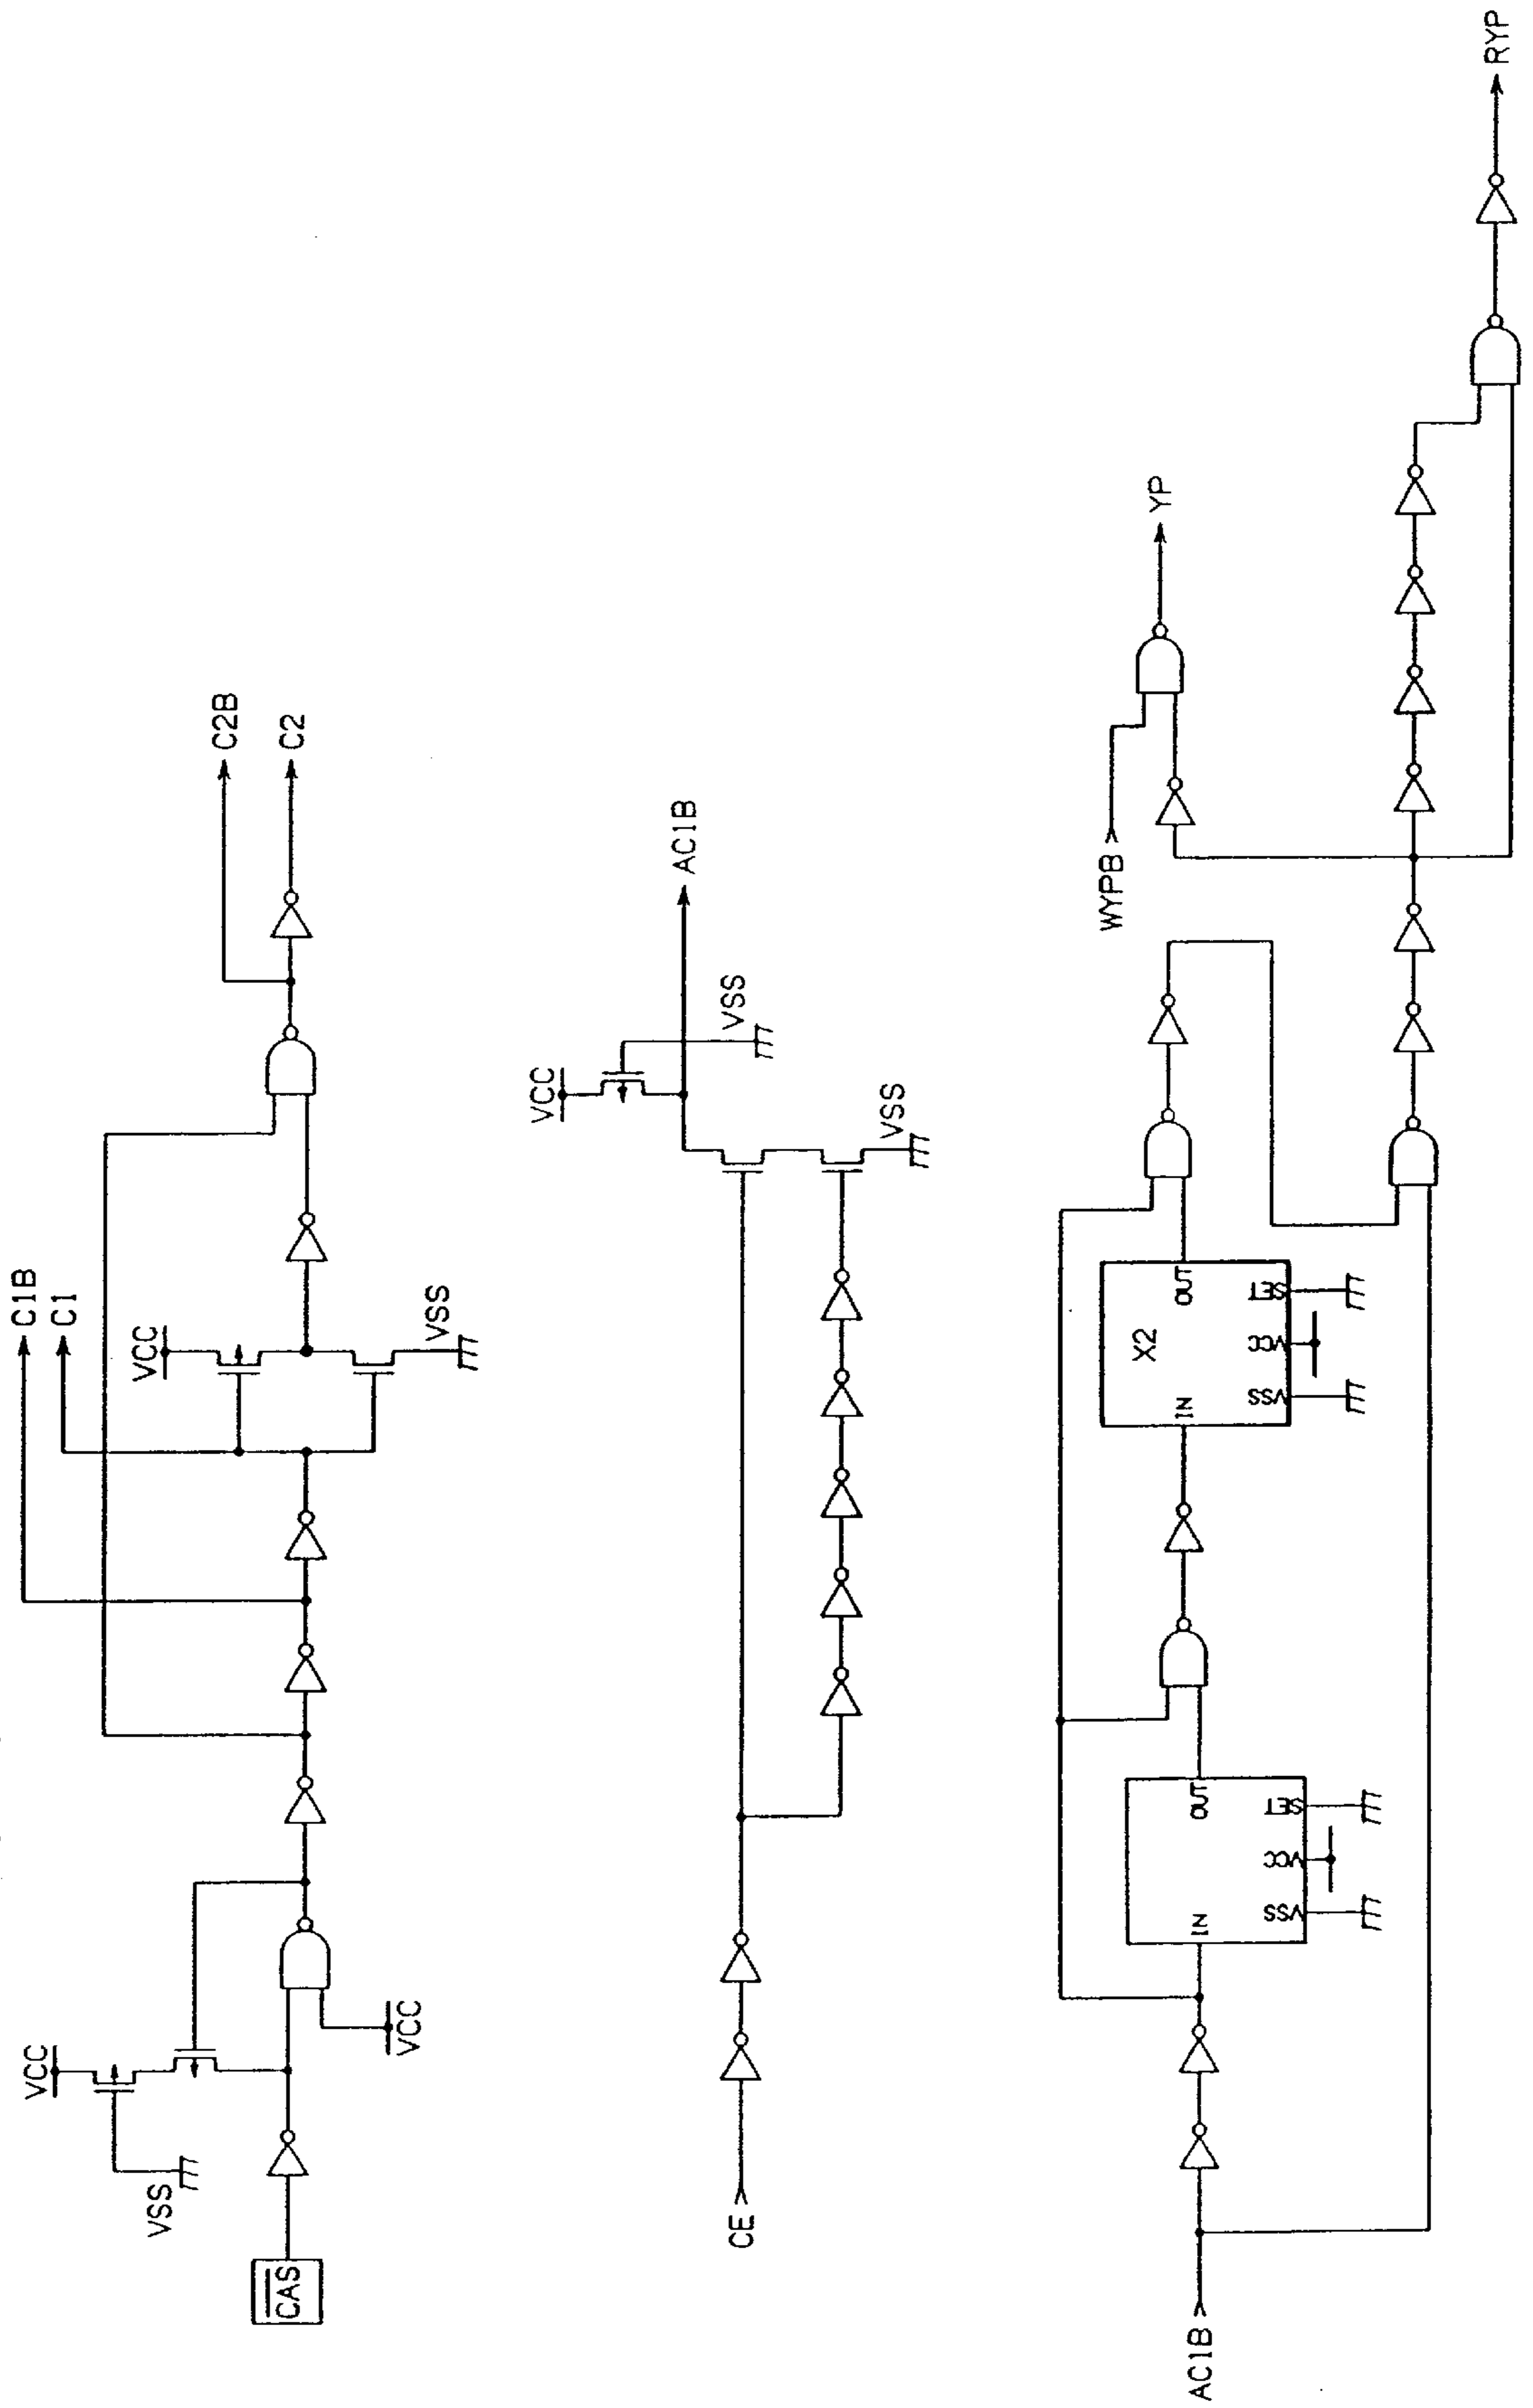 C1B
C1
C2B
C2
VCC
VSS
VCC
VSS
VCC
CAS
AC1B
VCC
VSS
VSS
CE
RYP
YP
WYPB
X2
IN
OUT
VSS
VCC
SET
IN
OUT
VSS
VCC
SET
AC1B